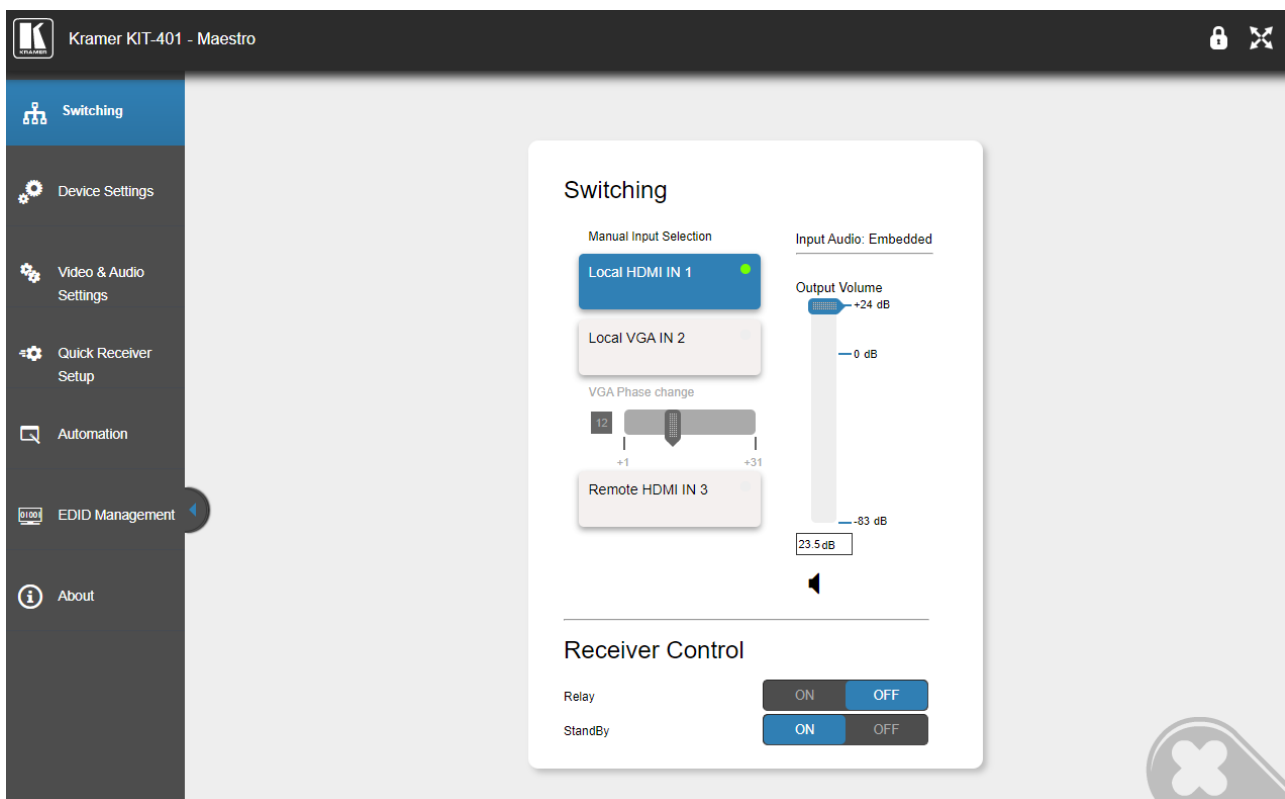 KRAMER
Kramer KIT-401 - Maestro
Switching
Device Settings
Video & Audio
Settings
Quick Receiver
Setup
Automation
01001
EDID Management
About
Switching
Manual Input Selection
Local HDMI IN 1
Local VGA IN 2
VGA Phase change
12
+1
+31
Remote HDMI IN 3
Input Audio: Embedded
Output Volume
+24 dB
0 dB
-83 dB
23.5 dB
Receiver Control
Relay
ON
OFF
StandBy
ON
OFF